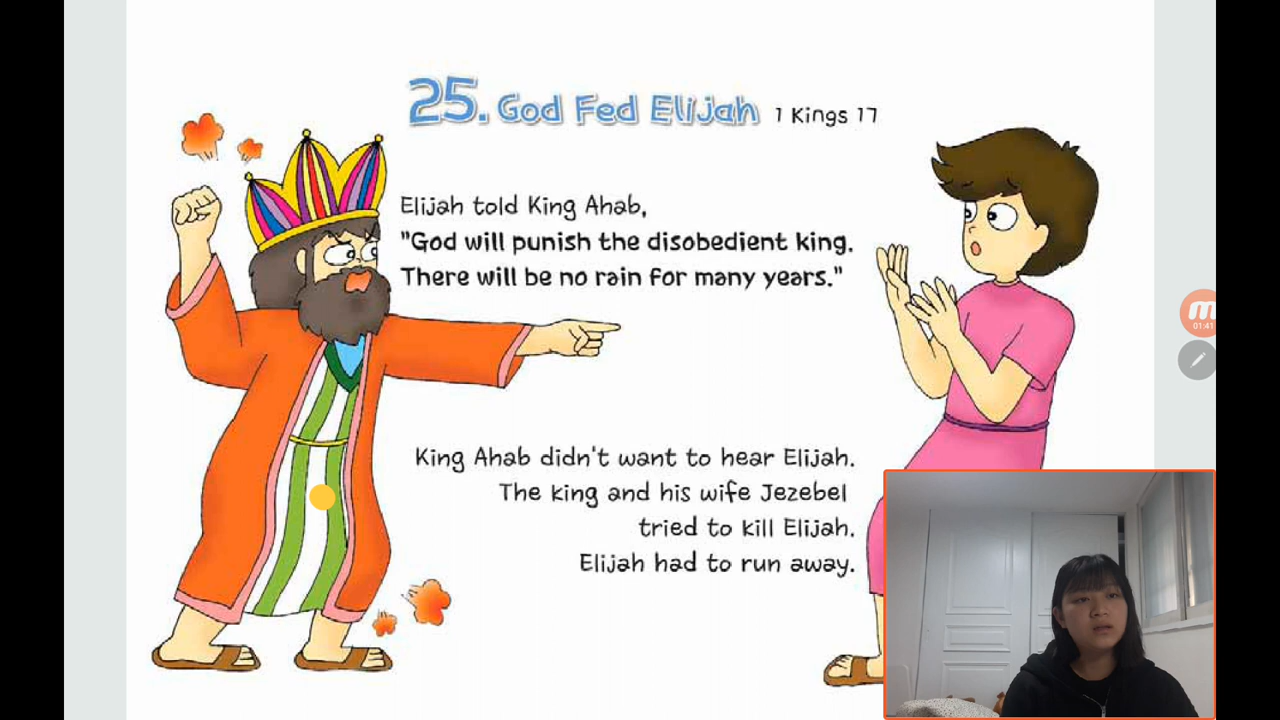 25. God Fed Elijah 1 Kings 17
Elijah told King Ahab,
"God will punish the disobedient king.
There will be no rain for many years."
King Ahab didn't want to hear Elijah.
The king and his wife Jezebel
tried to kill Elijah.
Elijah had to run away.
01:41